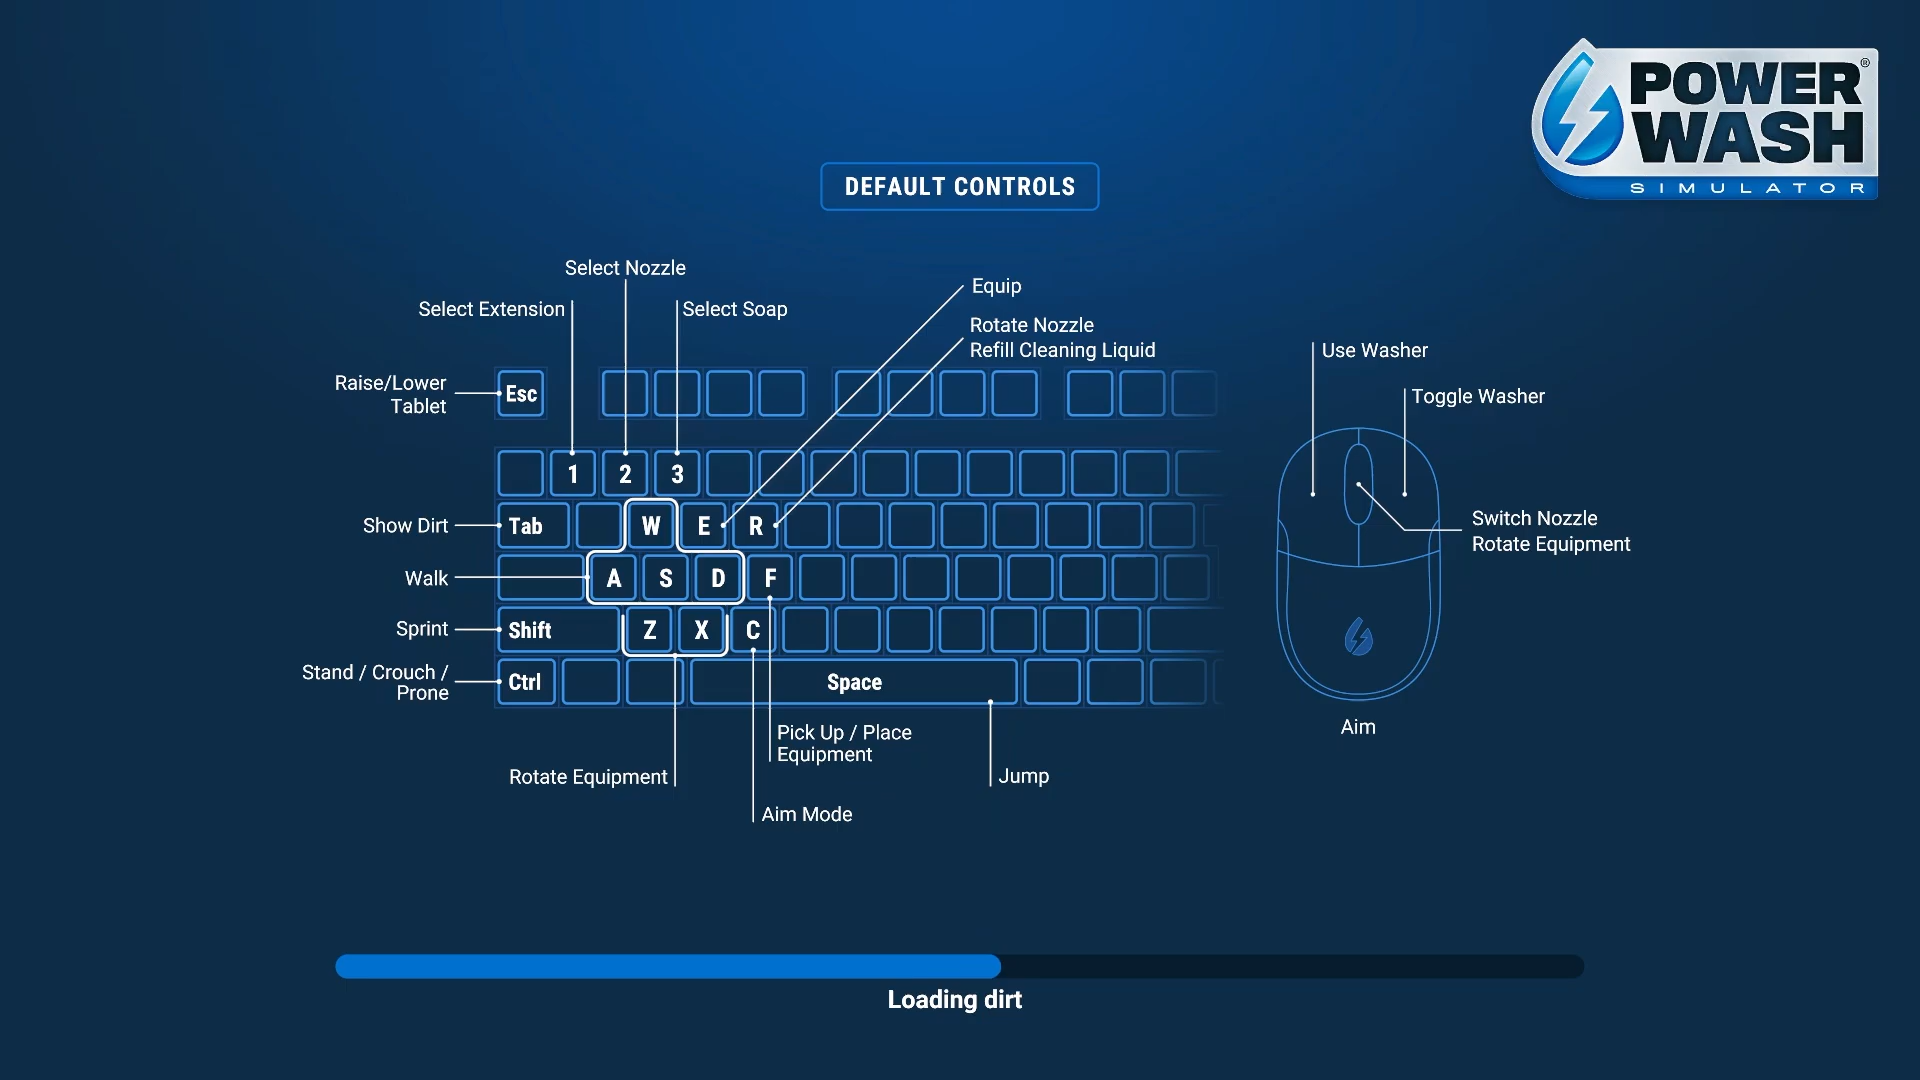 POWER®
WASH
SIMULATOR
DEFAULT CONTROLS
Select Nozzle
Select Extension
Select Soap
Equip
Rotate Nozzle
Refill Cleaning Liquid
Use Washer
Toggle Washer
Raise/Lower
Tablet
Esc
1 2 3
Show Dirt
Tab W E R
Switch Nozzle
Rotate Equipment
Walk
A S D F
Sprint
Shift Z X C
Stand / Crouch /
Prone
Ctrl Space
Aim
Pick Up / Place
Equipment
Rotate Equipment
Jump
Aim Mode
Loading dirt